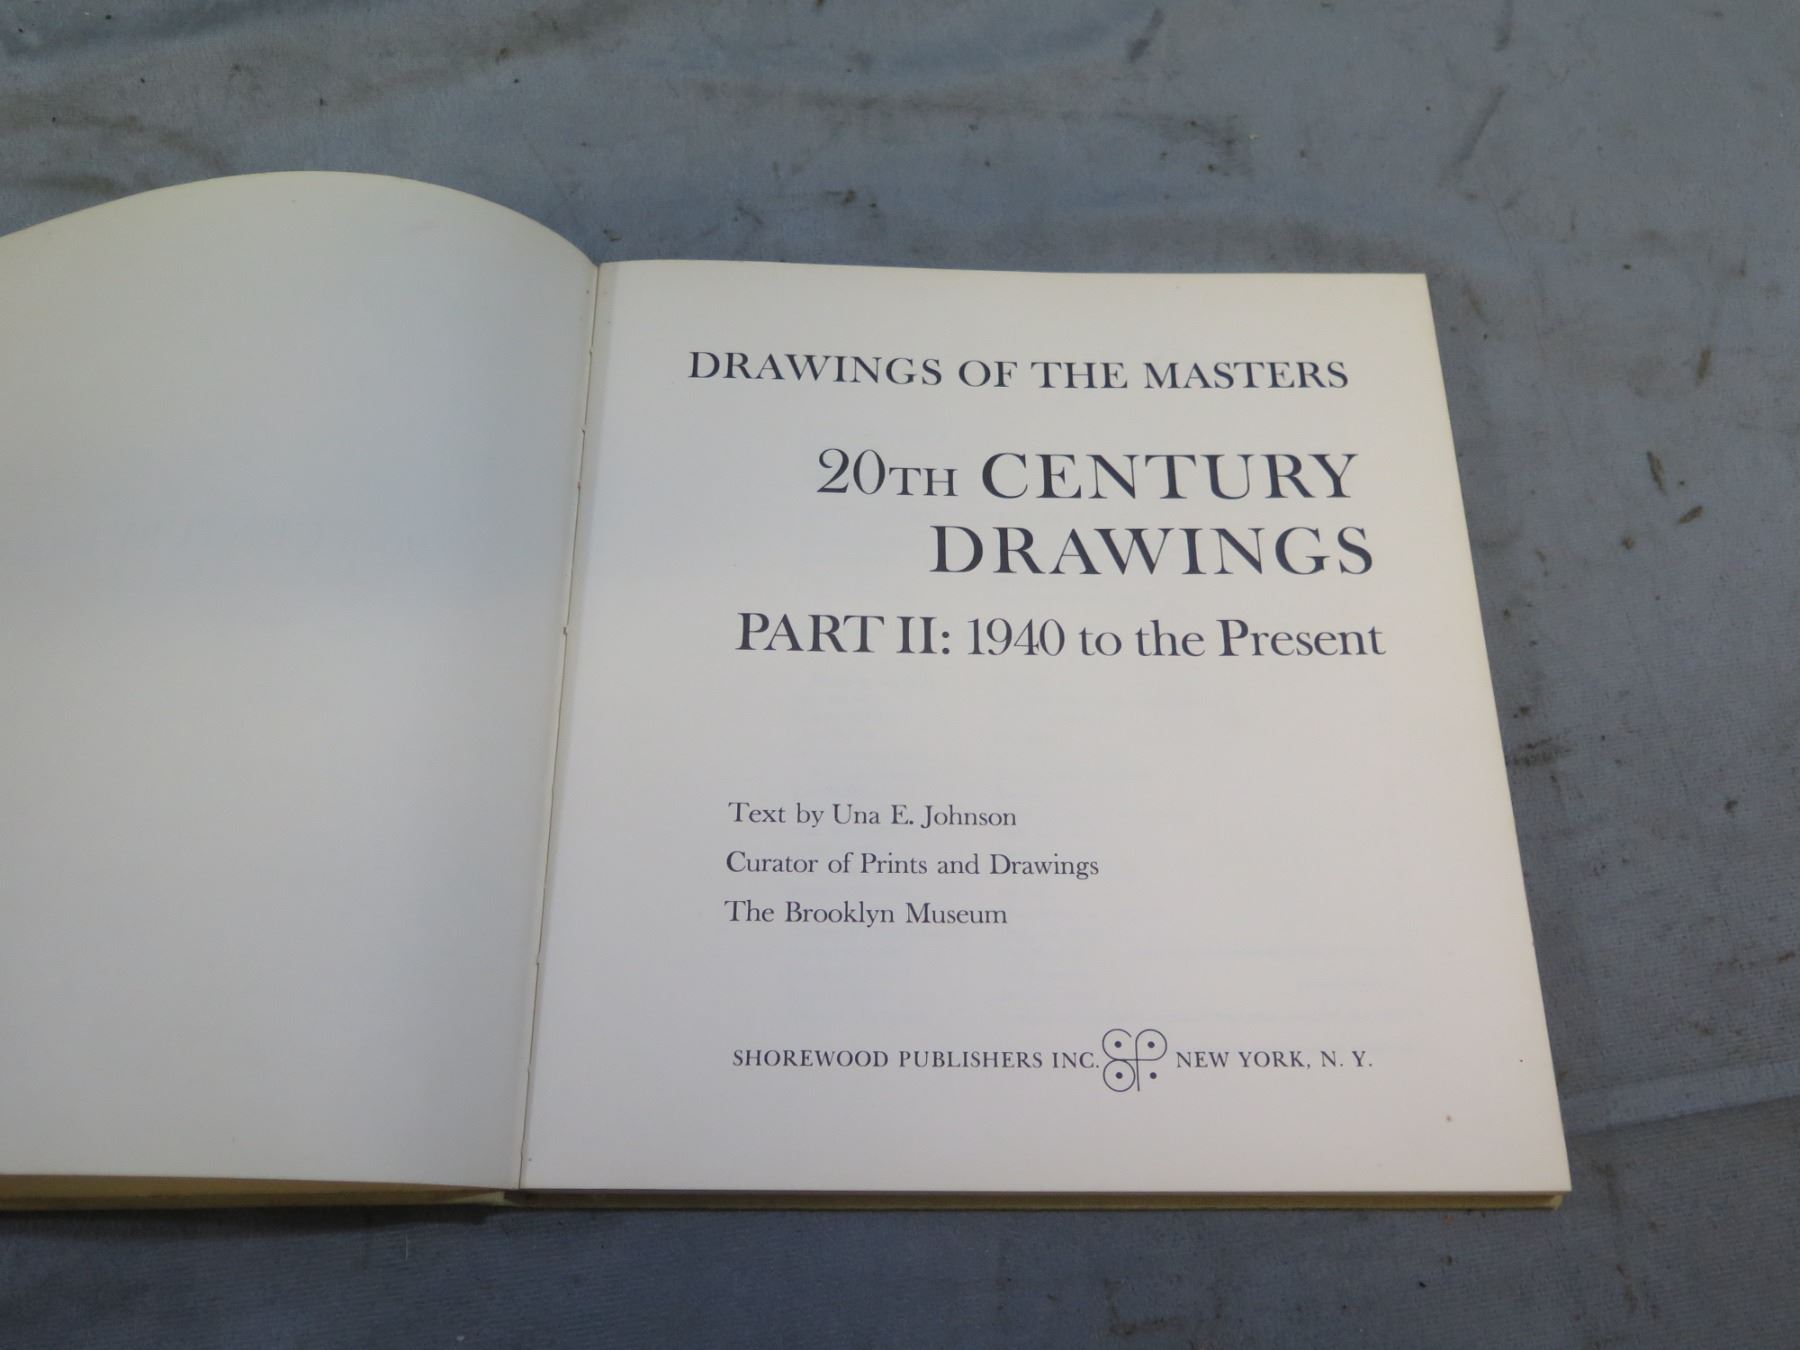 DRAWINGS OF THE MASTERS
20TH CENTURY
DRAWINGS
PART II: 1940 to the Present
Text by Una E. Johnson
Curator of Prints and Drawings
The Brooklyn Museum
SHOREWOOD PUBLISHERS INC. NEW YORK, N. Y.